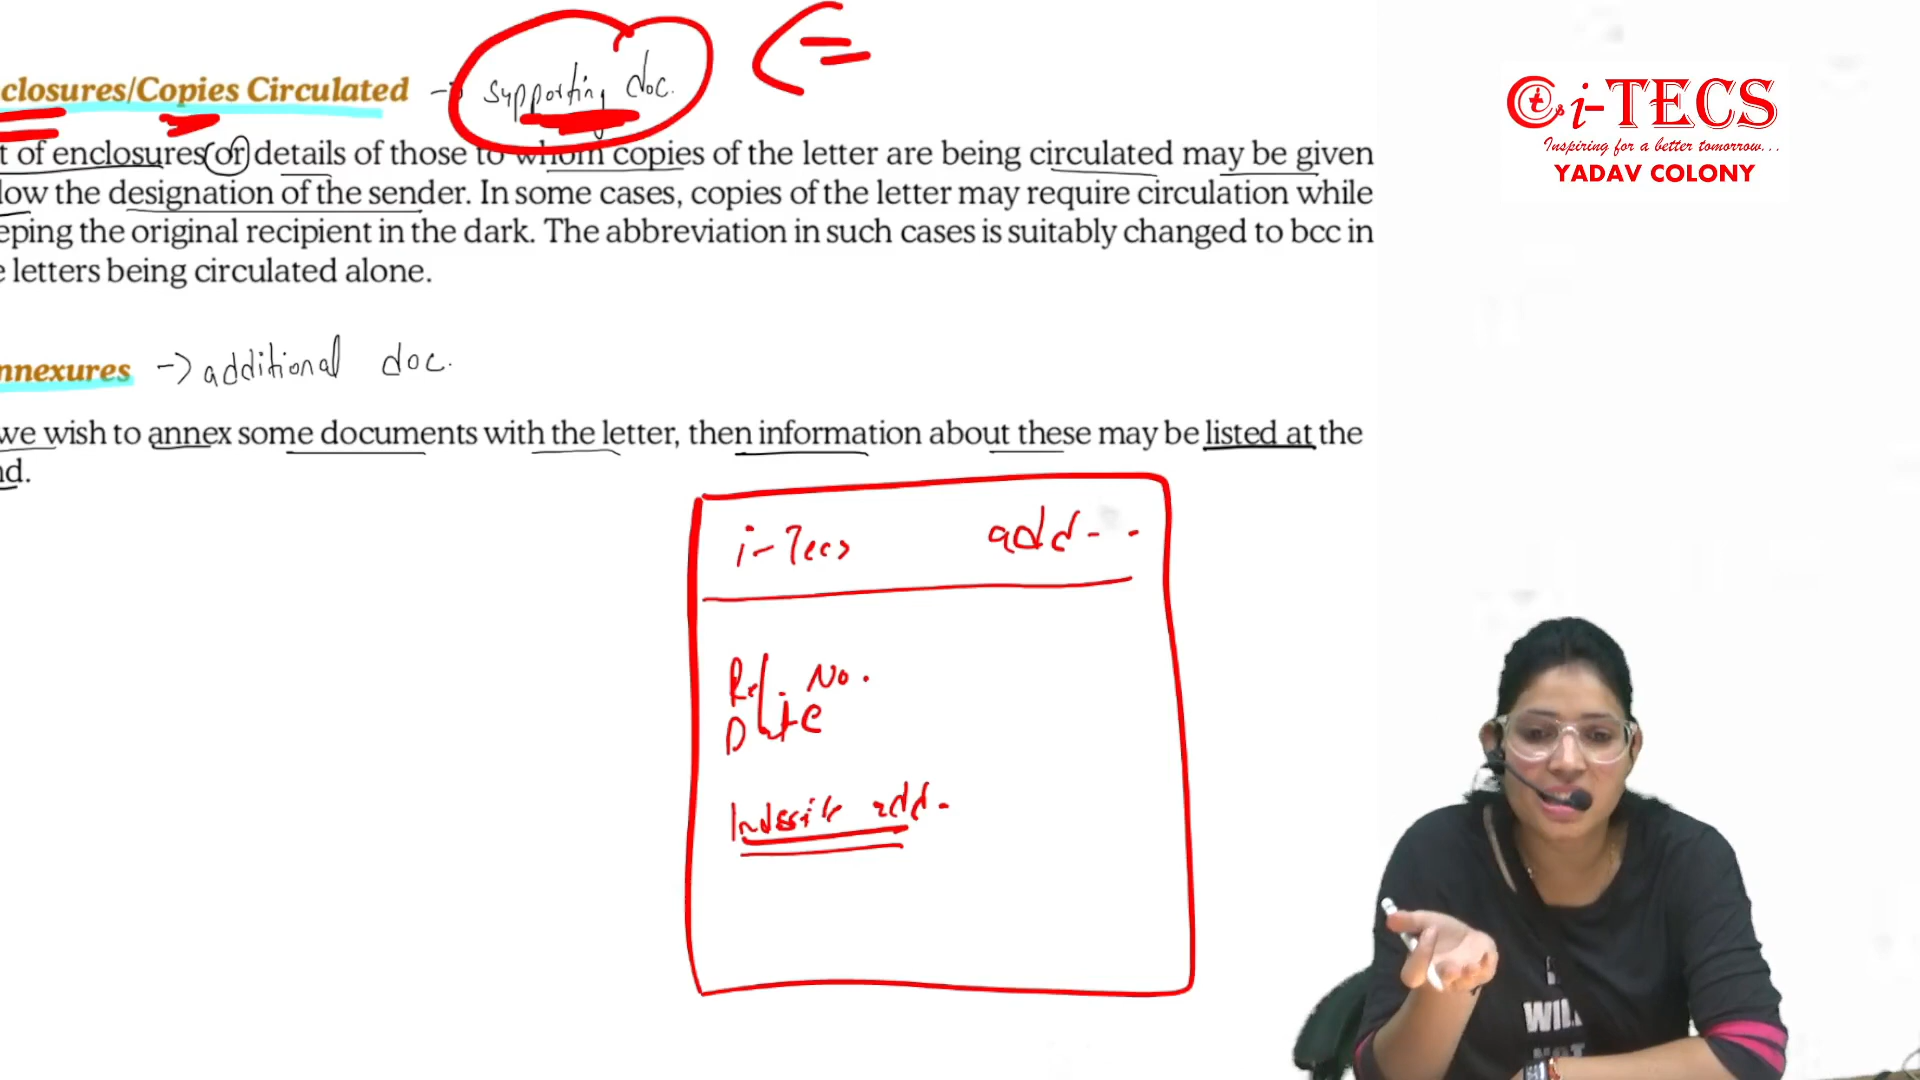 closures/Copies Circulated → supporting doc.
t of enclosures (or) details of those to whom copies of the letter are being circulated may be given
low the designation of the sender. In some cases, copies of the letter may require circulation while
eping the original recipient in the dark. The abbreviation in such cases is suitably changed to bcc in
e letters being circulated alone.
nnexures → additional doc.
we wish to annex some documents with the letter, then information about these may be listed at the
nd.
i-Tecs add- -
Ref. No.
Date
add.
i-TECS
Inspiring for a better tomorrow...
YADAV COLONY
I
WILL
NOT